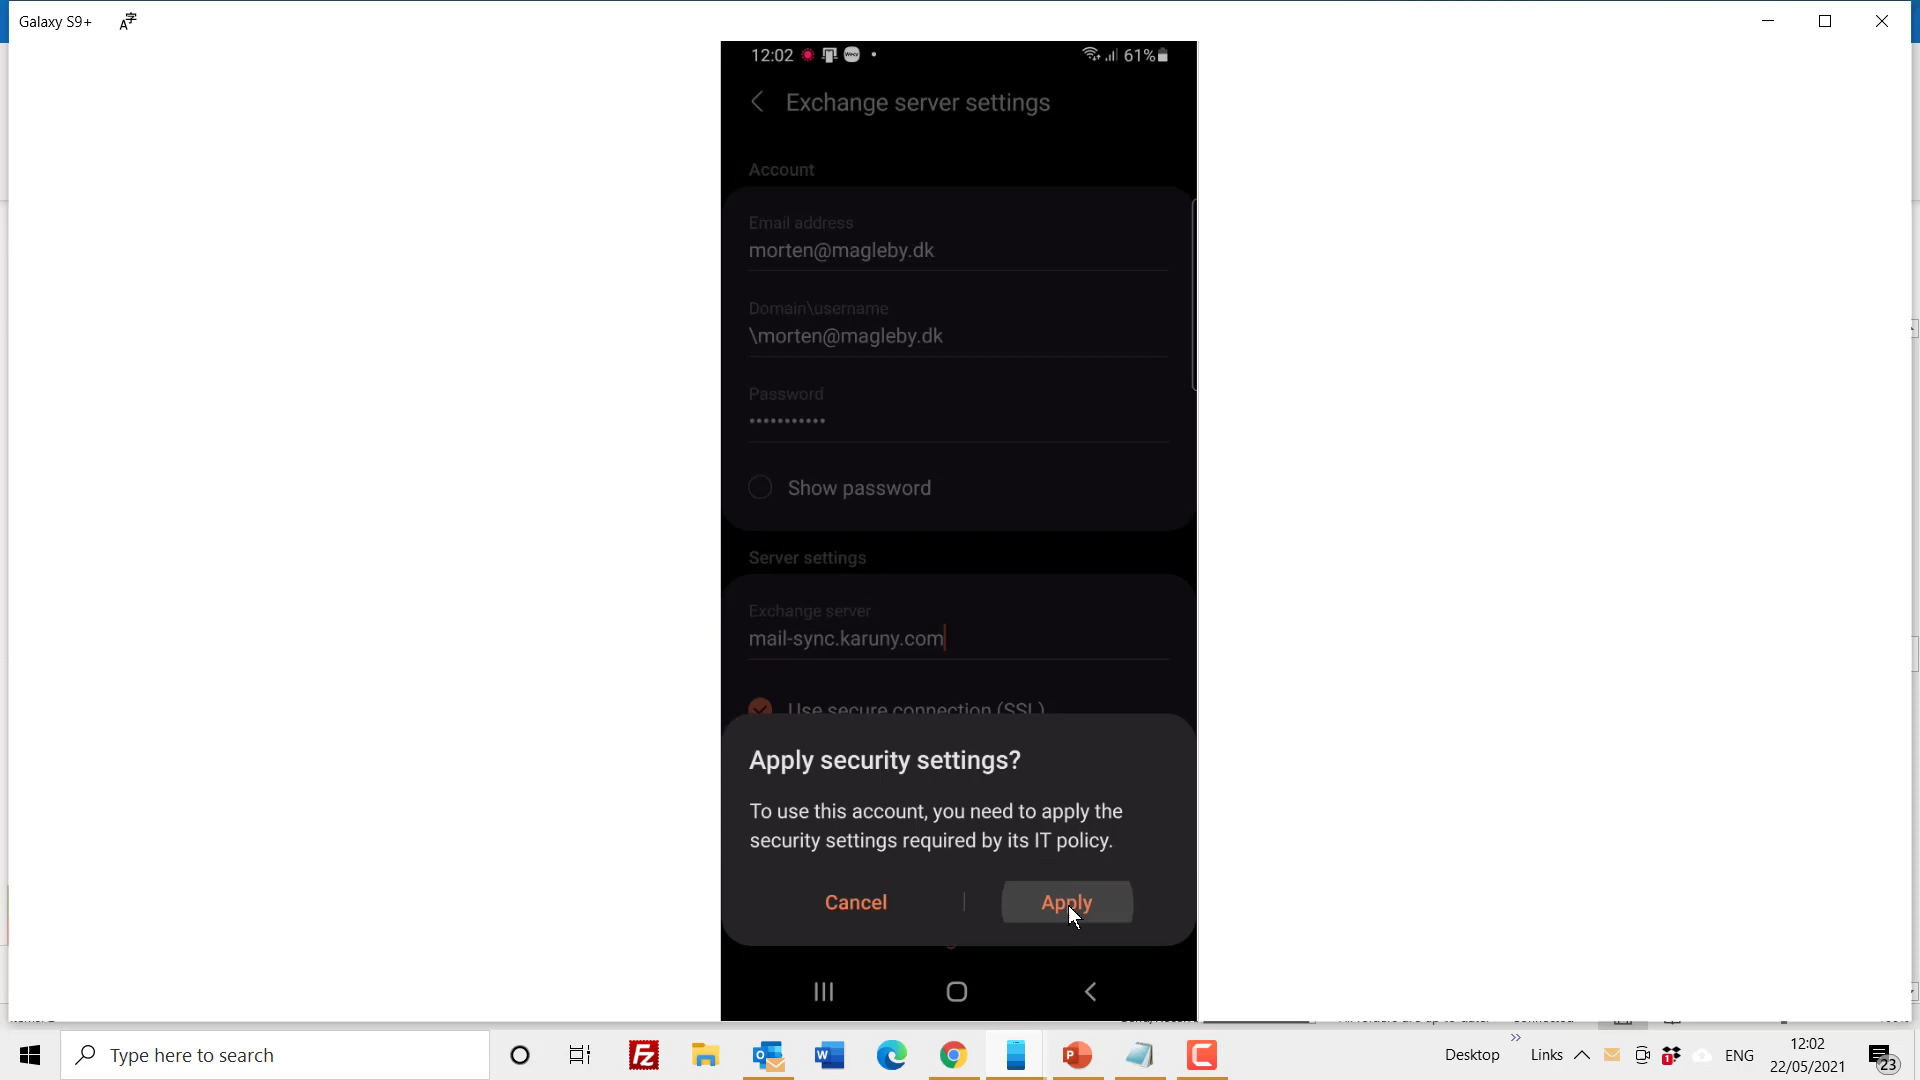 Galaxy S9+
12:02
61%
Exchange server settings
Account
Email address
morten@magleby.dk
Domain\username
\morten@magleby.dk
Password
Show password
Server settings
Exchange server
mail-sync.karuny.com
Use secure connection (SSL)
Apply security settings?
To use this account, you need to apply the
security settings required by its IT policy.
Cancel
Apply
Type here to search
Desktop
Links
ENG
12:02
22/05/2021
23